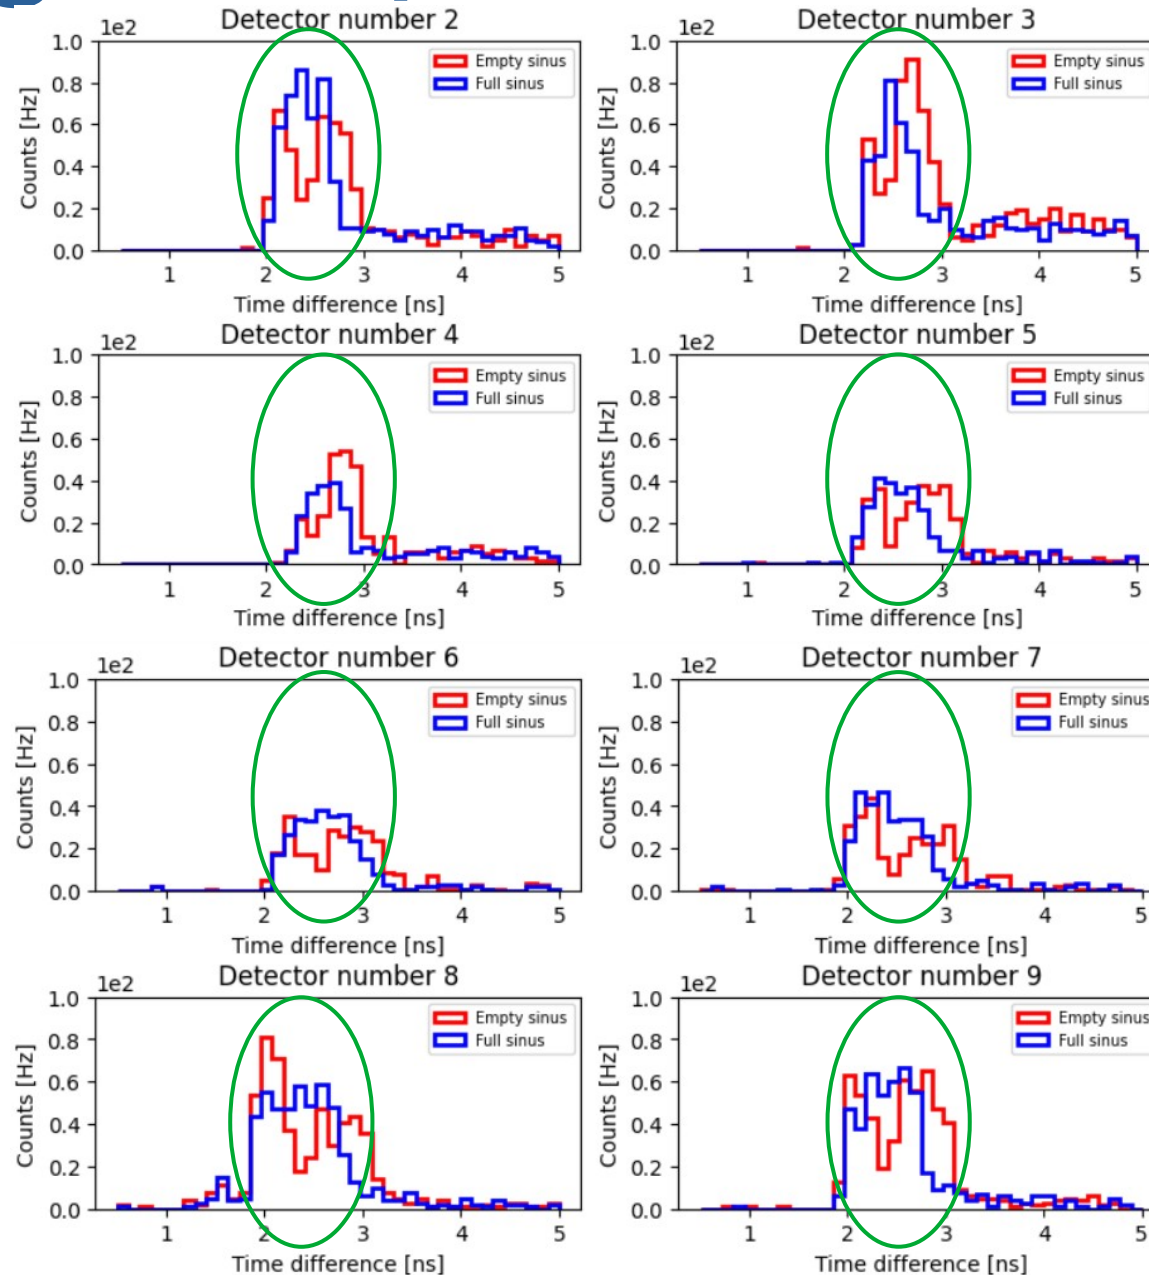 Detector number 2
1e2
Counts [Hz]
1.0
0.8
0.6
0.4
0.2
0.0
Empty sinus
Full sinus
1 2 3 4 5
Time difference [ns]
Detector number 3
1e2
Counts [Hz]
1.0
0.8
0.6
0.4
0.2
0.0
Empty sinus
Full sinus
1 2 3 4 5
Time difference [ns]
Detector number 4
1e2
Counts [Hz]
1.0
0.8
0.6
0.4
0.2
0.0
Empty sinus
Full sinus
1 2 3 4 5
Time difference [ns]
Detector number 5
1e2
Counts [Hz]
1.0
0.8
0.6
0.4
0.2
0.0
Empty sinus
Full sinus
1 2 3 4 5
Time difference [ns]
Detector number 6
1e2
Counts [Hz]
1.0
0.8
0.6
0.4
0.2
0.0
Empty sinus
Full sinus
1 2 3 4 5
Time difference [ns]
Detector number 7
1e2
Counts [Hz]
1.0
0.8
0.6
0.4
0.2
0.0
Empty sinus
Full sinus
1 2 3 4 5
Time difference [ns]
Detector number 8
1e2
Counts [Hz]
1.0
0.8
0.6
0.4
0.2
0.0
Empty sinus
Full sinus
1 2 3 4 5
Time difference [ns]
Detector number 9
1e2
Counts [Hz]
1.0
0.8
0.6
0.4
0.2
0.0
Empty sinus
Full sinus
1 2 3 4 5
Time difference [ns]